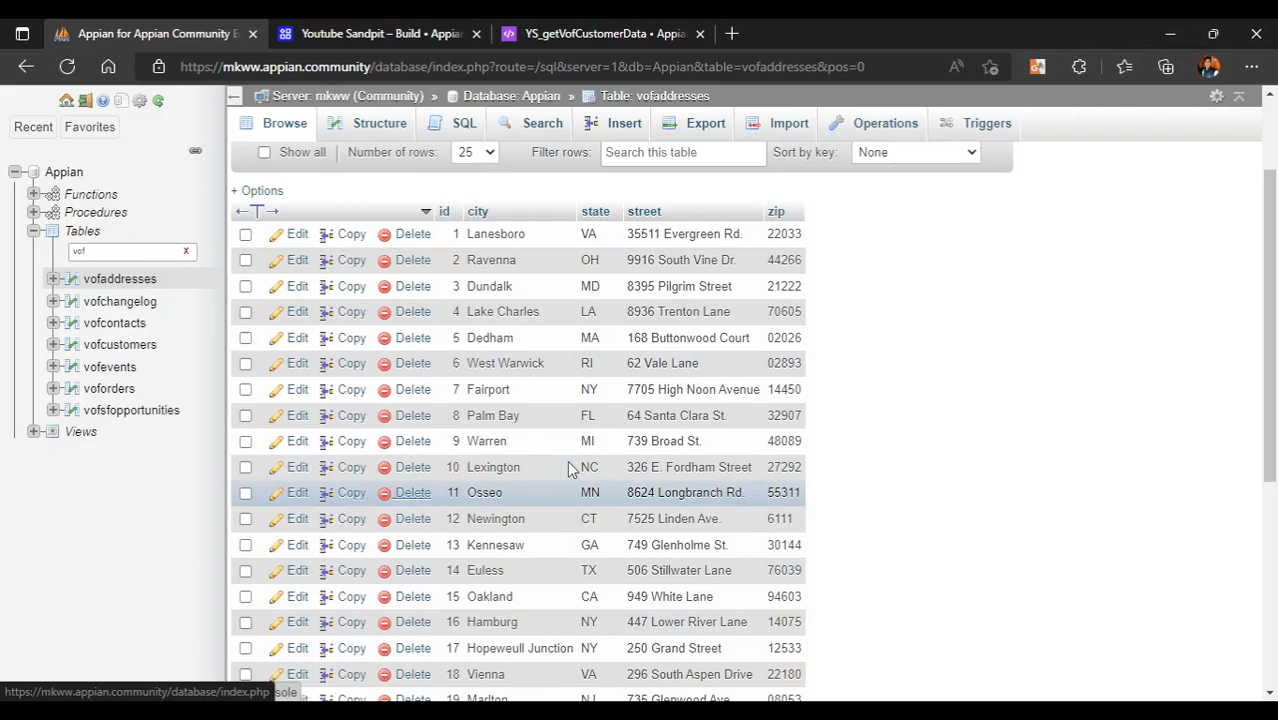 Appian for Appian Community E
Youtube Sandpit – Build • Appian
YS_getVofCustomerData • Appia
https://mkww.appian.community/database/index.php?route=/sql&server=1&db=Appian&table=vofaddresses&pos=0
Server: mkww (Community) » Database: Appian » Table: vofaddresses
Recent Favorites
Browse Structure SQL Search Insert Export Import Operations Triggers
Show all Number of rows: 25 Filter rows: Search this table Sort by key: None
Appian
Functions
Procedures
Tables
vof X
vofaddresses
vofchangelog
vofcontacts
vofcustomers
vofevents
voforders
vofsfopportunities
Views
+ Options
←T→ id city state street zip
Edit Copy Delete 1 Lanesboro VA 35511 Evergreen Rd. 22033
Edit Copy Delete 2 Ravenna OH 9916 South Vine Dr. 44266
Edit Copy Delete 3 Dundalk MD 8395 Pilgrim Street 21222
Edit Copy Delete 4 Lake Charles LA 8936 Trenton Lane 70605
Edit Copy Delete 5 Dedham MA 168 Buttonwood Court 02026
Edit Copy Delete 6 West Warwick RI 62 Vale Lane 02893
Edit Copy Delete 7 Fairport NY 7705 High Noon Avenue 14450
Edit Copy Delete 8 Palm Bay FL 64 Santa Clara St. 32907
Edit Copy Delete 9 Warren MI 739 Broad St. 48089
Edit Copy Delete 10 Lexington NC 326 E. Fordham Street 27292
Edit Copy Delete 11 Osseo MN 8624 Longbranch Rd. 55311
Edit Copy Delete 12 Newington CT 7525 Linden Ave. 6111
Edit Copy Delete 13 Kennesaw GA 749 Glenholme St. 30144
Edit Copy Delete 14 Euless TX 506 Stillwater Lane 76039
Edit Copy Delete 15 Oakland CA 949 White Lane 94603
Edit Copy Delete 16 Hamburg NY 447 Lower River Lane 14075
Edit Copy Delete 17 Hopeweull Junction NY 250 Grand Street 12533
Edit Copy Delete 18 Vienna VA 296 South Aspen Drive 22180
Edit Copy Delete 19 Marlton NJ 735 Glenwood Ave. 08053
https://mkww.appian.community/database/index.php sole